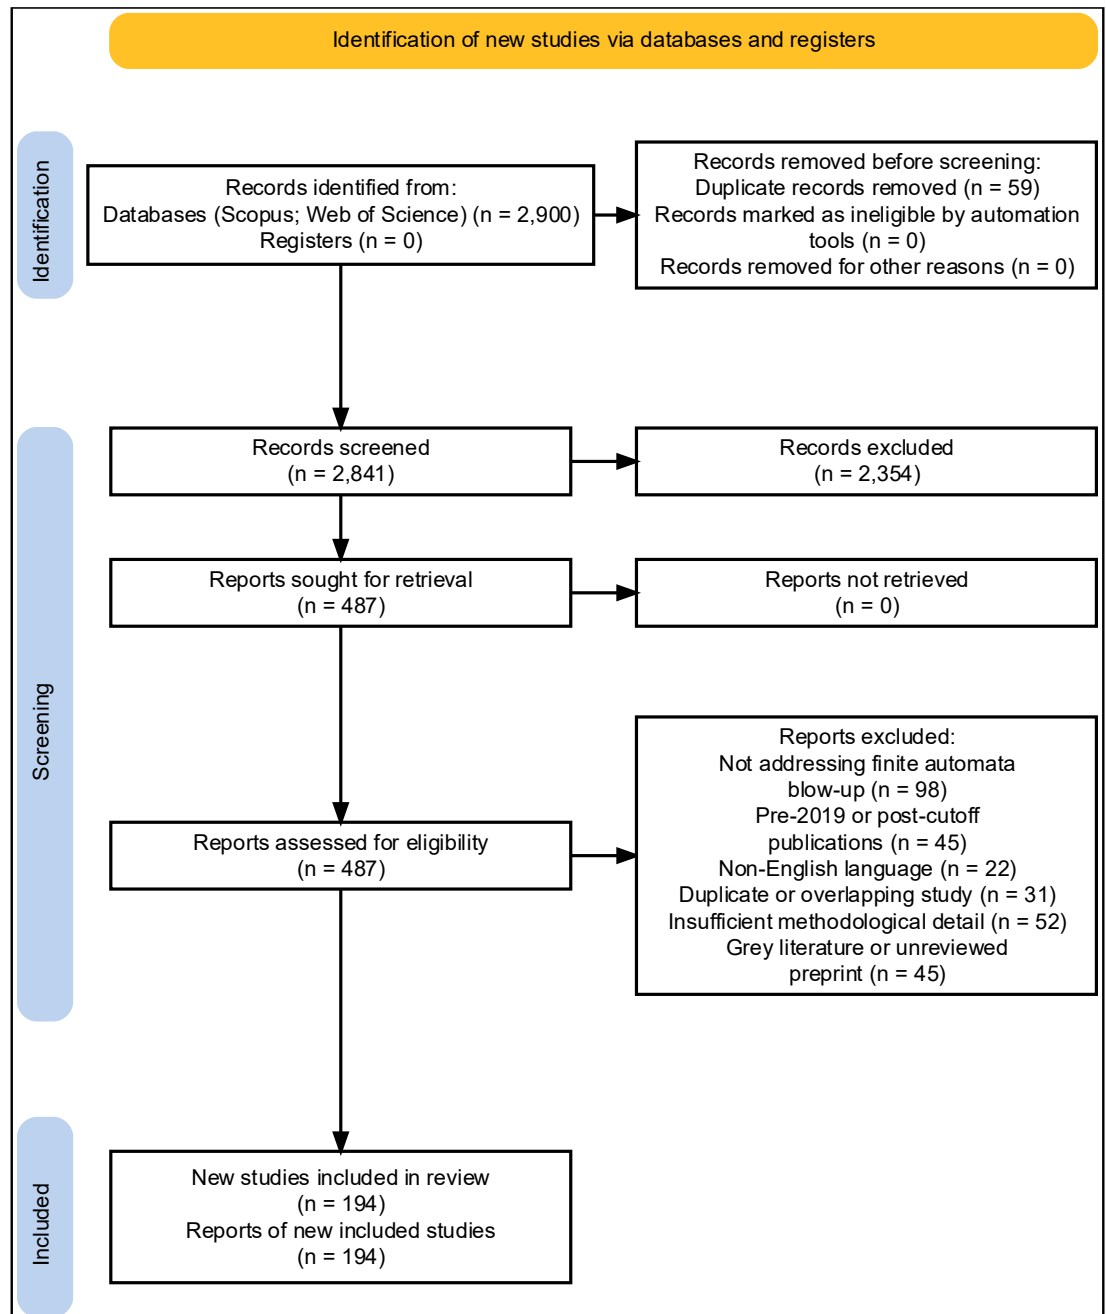 Identification of new studies via databases and registers
Identification
Records identified from:
Databases (Scopus; Web of Science) (n = 2,900)
Registers (n = 0)
Records removed before screening:
Duplicate records removed (n = 59)
Records marked as ineligible by automation
tools (n = 0)
Records removed for other reasons (n = 0)
Screening
Records screened
(n = 2,841)
Records excluded
(n = 2,354)
Reports sought for retrieval
(n = 487)
Reports not retrieved
(n = 0)
Reports assessed for eligibility
(n = 487)
Reports excluded:
Not addressing finite automata
blow-up (n = 98)
Pre-2019 or post-cutoff
publications (n = 45)
Non-English language (n = 22)
Duplicate or overlapping study (n = 31)
Insufficient methodological detail (n = 52)
Grey literature or unreviewed
preprint (n = 45)
Included
New studies included in review
(n = 194)
Reports of new included studies
(n = 194)